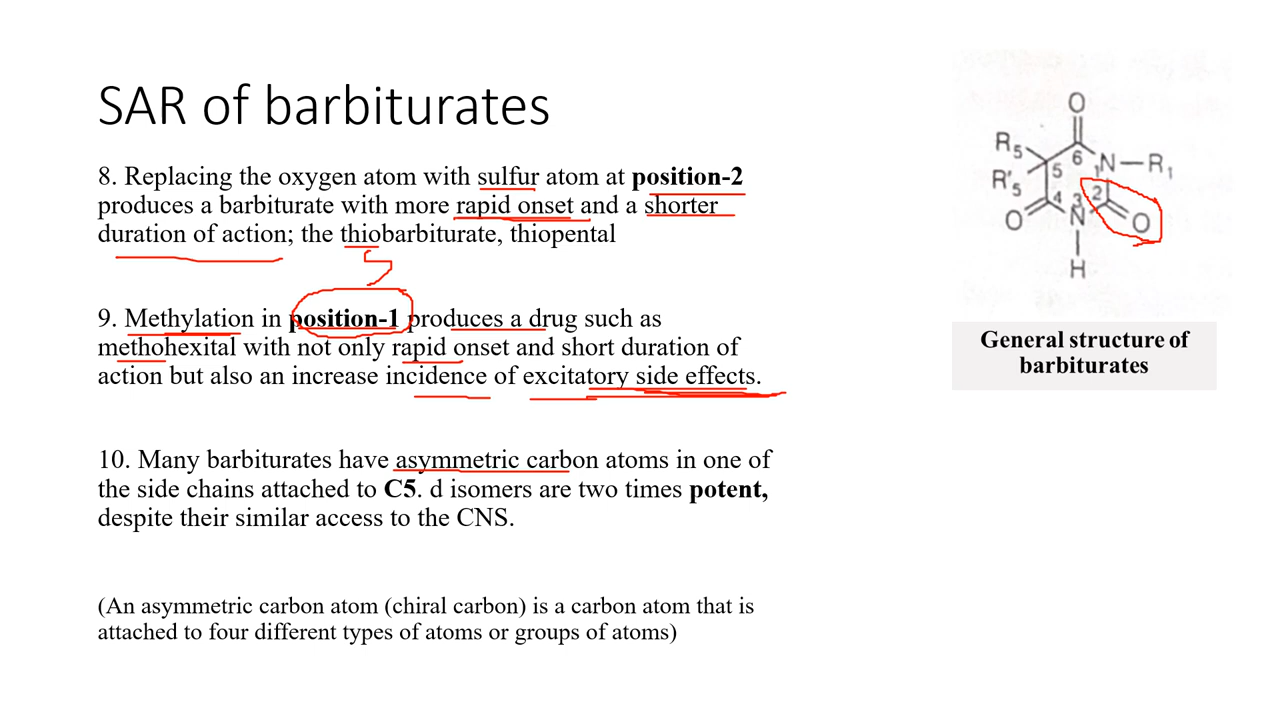 SAR of barbiturates
8. Replacing the oxygen atom with sulfur atom at position-2
produces a barbiturate with more rapid onset and a shorter
duration of action; the thiobarbiturate, thiopental
S
9. Methylation in position-1 produces a drug such as
methohexital with not only rapid onset and short duration of
action but also an increase incidence of excitatory side effects.
10. Many barbiturates have asymmetric carbon atoms in one of
the side chains attached to C5. d isomers are two times potent,
despite their similar access to the CNS.
(An asymmetric carbon atom (chiral carbon) is a carbon atom that is
attached to four different types of atoms or groups of atoms)
O
R5 6 N—R1
R'5 5 1
4 3 2
O N O
H
General structure of
barbiturates